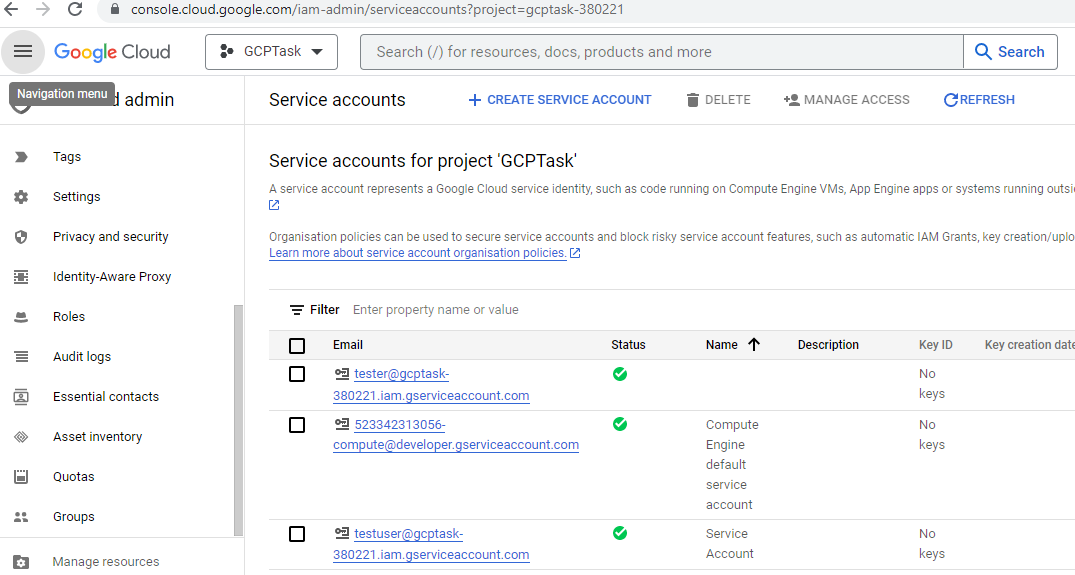 console.cloud.google.com/iam-admin/serviceaccounts?project=gcptask-380221
Google Cloud
GCPTask
Search (/) for resources, docs, products and more
Search
Navigation menu
d admin
Tags
Settings
Privacy and security
Identity-Aware Proxy
Roles
Audit logs
Essential contacts
Asset inventory
Quotas
Groups
Manage resources
Service accounts
CREATE SERVICE ACCOUNT
DELETE
MANAGE ACCESS
REFRESH
Service accounts for project 'GCPTask'
A service account represents a Google Cloud service identity, such as code running on Compute Engine VMs, App Engine apps or systems running outsi
Organisation policies can be used to secure service accounts and block risky service account features, such as automatic IAM Grants, key creation/uplo
Learn more about service account organisation policies.
Filter Enter property name or value
Email Status Name Description Key ID Key creation date
tester@gcptask- No
380221.iam.gserviceaccount.com keys
523342313056- Compute No
compute@developer.gserviceaccount.com Engine keys
default
service
account
testuser@gcptask- Service No
380221.iam.gserviceaccount.com Account keys